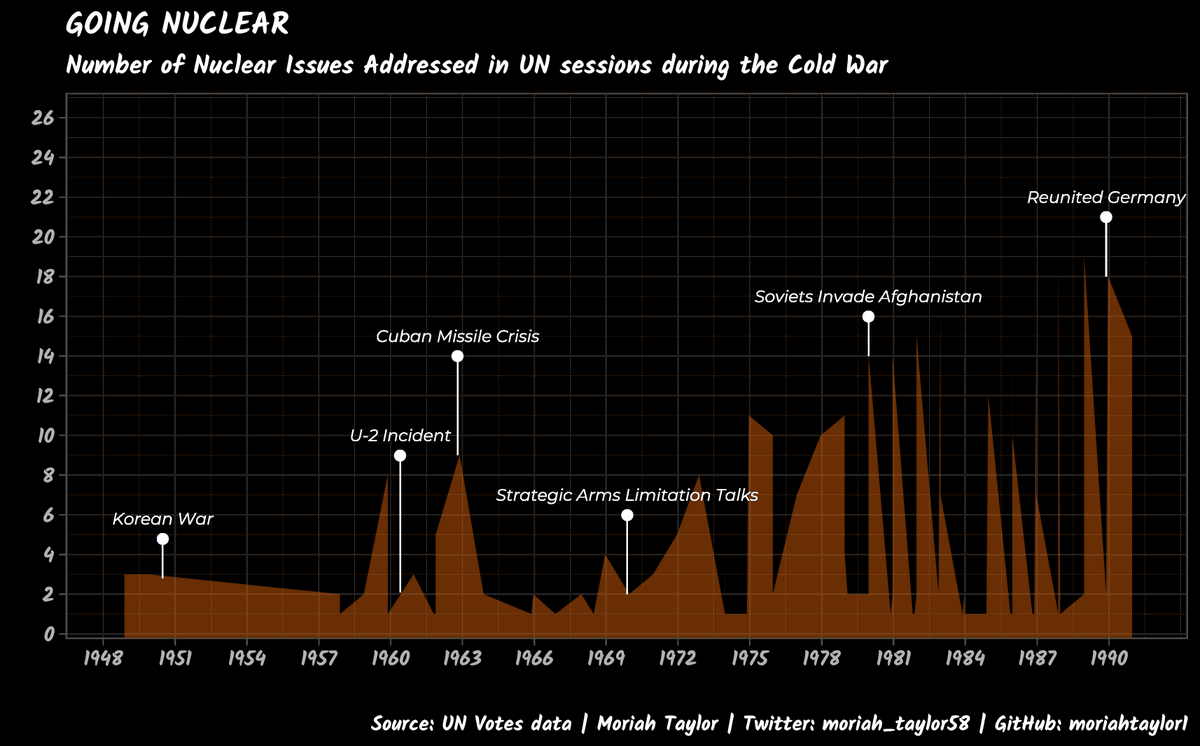 GOING NUCLEAR
Number of Nuclear Issues Addressed in UN sessions during the Cold War
26
24
22
Reunited Germany
20
18
Soviets Invade Afghanistan
16
Cuban Missile Crisis
14
12
10
U-2 Incident
8
Strategic Arms Limitation Talks
6
Korean War
4
2
0
1948 1951 1954 1957 1960 1963 1966 1969 1972 1975 1978 1981 1984 1987 1990
Source: UN Votes data | Moriah Taylor | Twitter: moriah_taylor58 | GitHub: moriahtaylor1